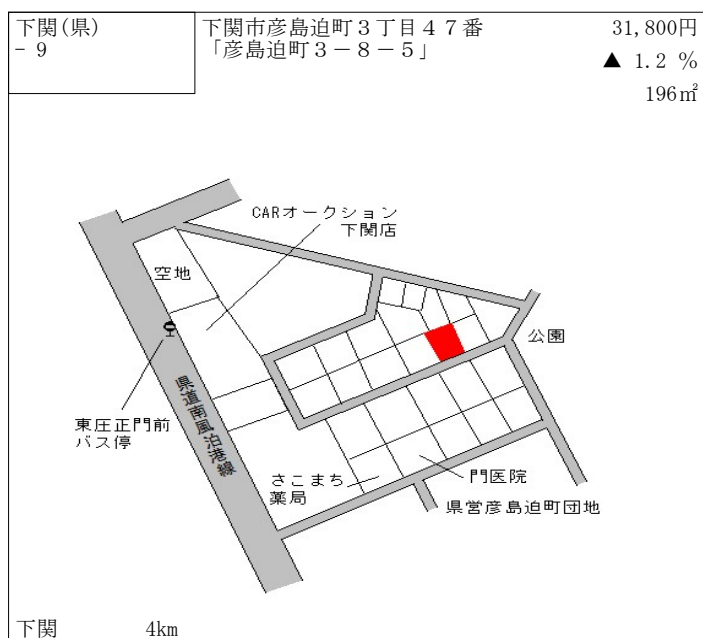 下関(県)
- 9
下関市彦島迫町３丁目４７番
「彦島迫町３－８－５」
31,800円
▲ 1.2 %
196㎡
CARオークション
下関店
空地
公園
東圧正門前
バス停
県道南風泊港線
さこまち
薬局
門医院
県営彦島迫町団地
下関 4km